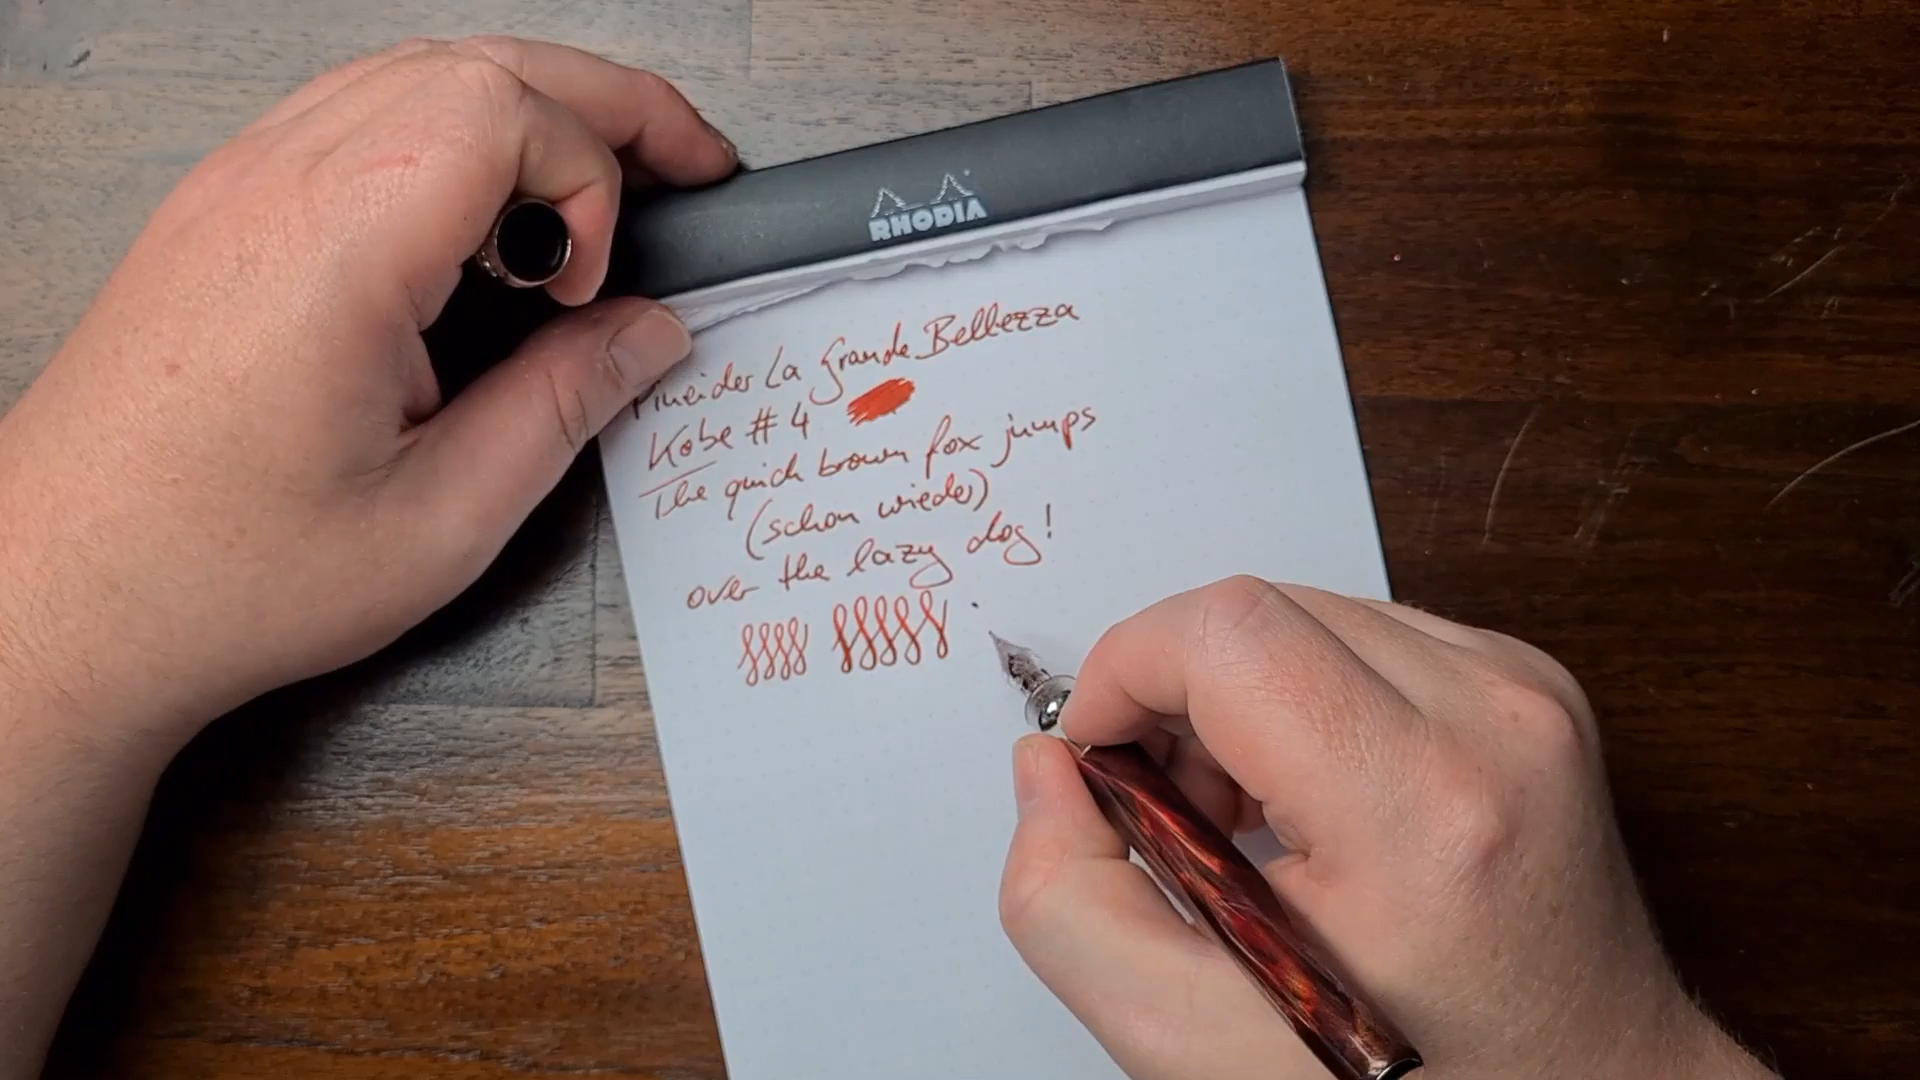 RHODIA
Pineider La Grande Bellezza
Kobe #4
The quick brown fox jumps
(schon wieder)
over the lazy dog!